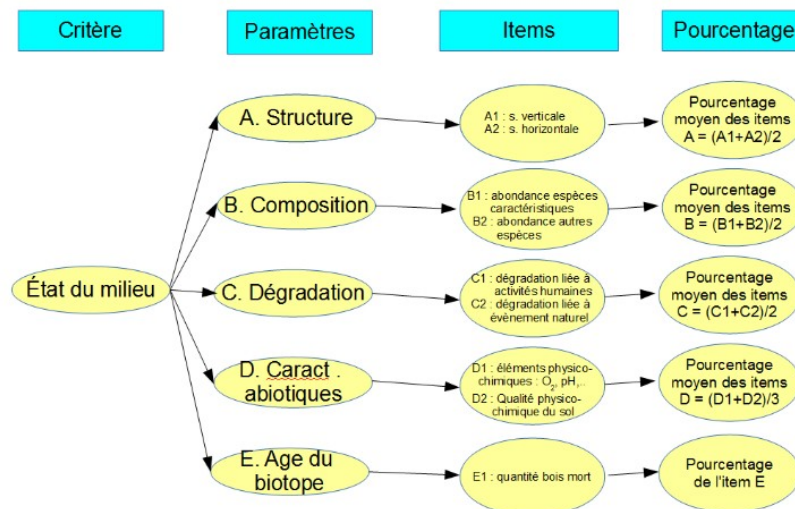 Critère
Paramètres
Items
Pourcentage
État du milieu
A. Structure
A1 : s. verticale
A2 : s. horizontale
Pourcentage
moyen des items
A = (A1+A2)/2
B. Composition
B1 : abondance espèces
caractéristiques
B2 : abondance autres
espèces
Pourcentage
moyen des items
B = (B1+B2)/2
C. Dégradation
C1 : dégradation liée à
activités humaines
C2 : dégradation liée à
évènement naturel
Pourcentage
moyen des items
C = (C1+C2)/2
D. Caract .
abiotiques
D1 : éléments physico-
chimiques : O2, pH,..
D2 : Qualité physico-
chimique du sol
Pourcentage
moyen des items
D = (D1+D2)/3
E. Age du
biotope
E1 : quantité bois mort
Pourcentage
de l'item E